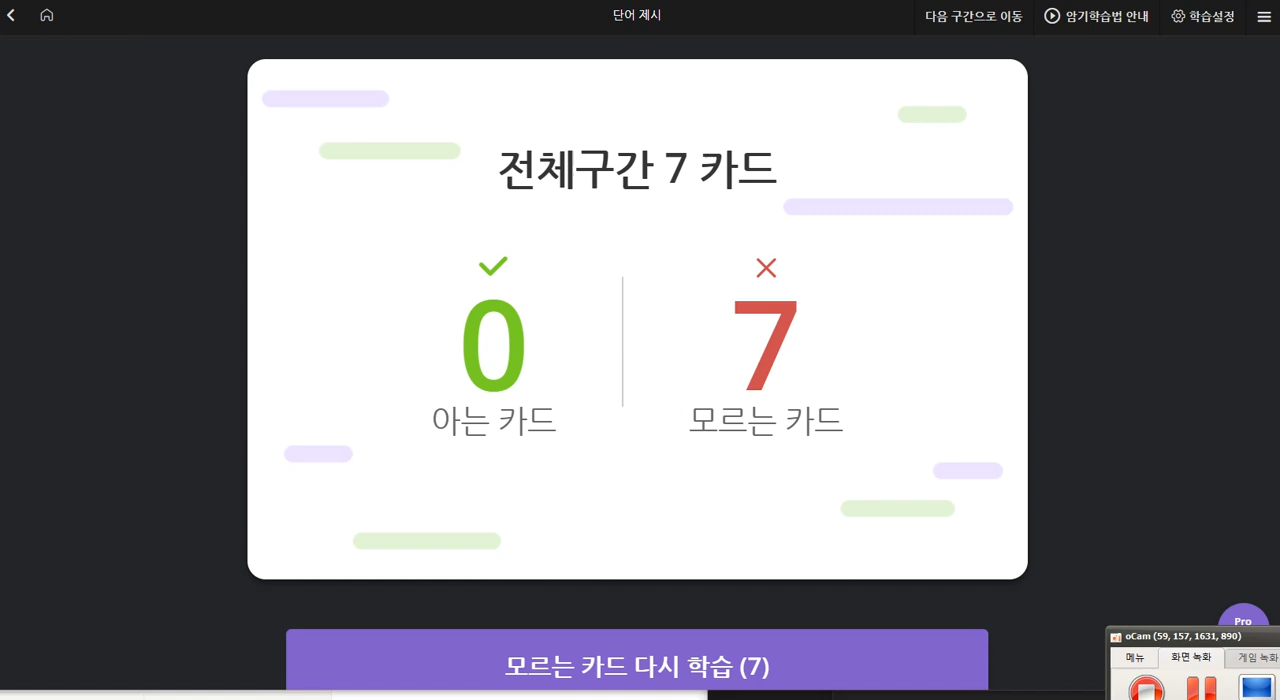 단어 제시
다음 구간으로 이동
암기학습법 안내
학습설정
전체구간 7 카드
0
7
아는 카드
모르는 카드
모르는 카드 다시 학습 (7)
Pro
oCam (59, 157, 1631, 890)
메뉴
화면 녹화
게임 녹화